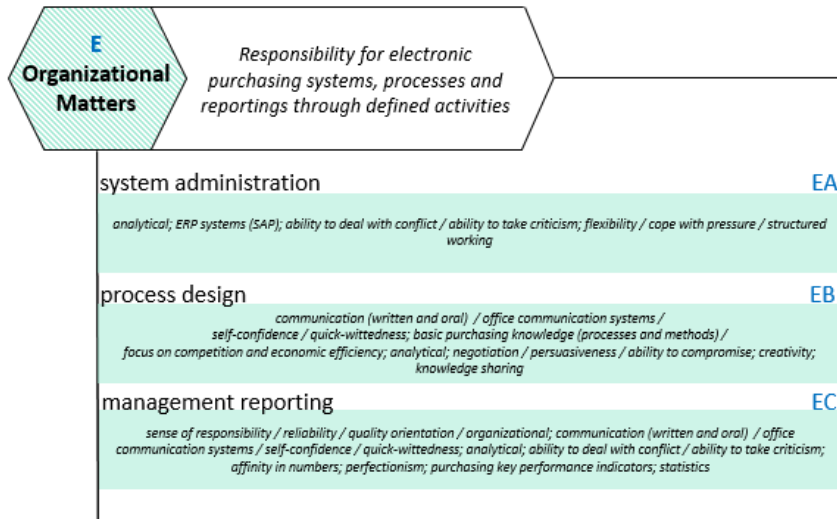 E
Organizational
Matters
Responsibility for electronic
purchasing systems, processes and
reportings through defined activities
system administration EA
analytical; ERP systems (SAP); ability to deal with conflict / ability to take criticism; flexibility / cope with pressure / structured
working
process design EB
communication (written and oral) / office communication systems /
self-confidence / quick-wittedness; basic purchasing knowledge (processes and methods) /
focus on competition and economic efficiency; analytical; negotiation / persuasiveness / ability to compromise; creativity;
knowledge sharing
management reporting EC
sense of responsibility / reliability / quality orientation / organizational; communication (written and oral) / office
communication systems / self-confidence / quick-wittedness; analytical; ability to deal with conflict / ability to take criticism;
affinity in numbers; perfectionism; purchasing key performance indicators; statistics